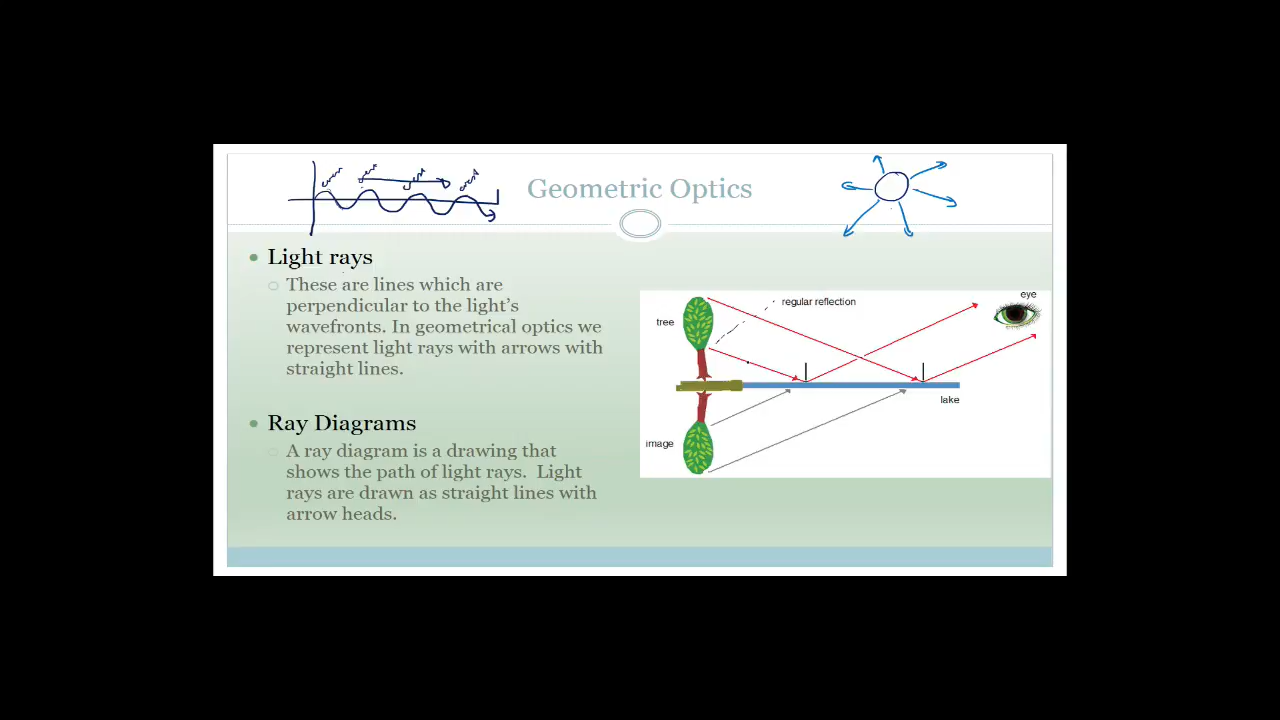 Geometric Optics
Light rays
These are lines which are
perpendicular to the light's
wavefronts. In geometrical optics we
represent light rays with arrows with
straight lines.
Ray Diagrams
A ray diagram is a drawing that
shows the path of light rays.  Light
rays are drawn as straight lines with
arrow heads.
regular reflection
eye
tree
lake
image